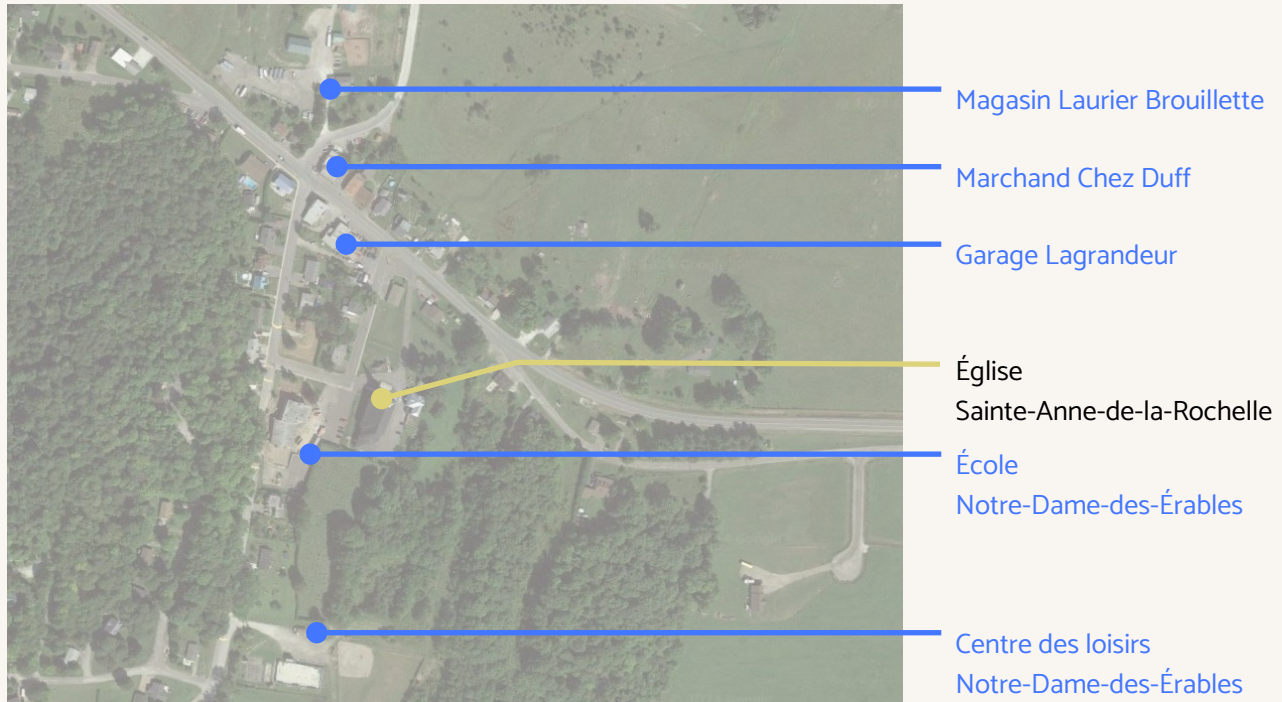 Magasin Laurier Brouillette
Marchand Chez Duff
Garage Lagrandeur
Église
Sainte-Anne-de-la-Rochelle
École
Notre-Dame-des-Érables
Centre des loisirs
Notre-Dame-des-Érables